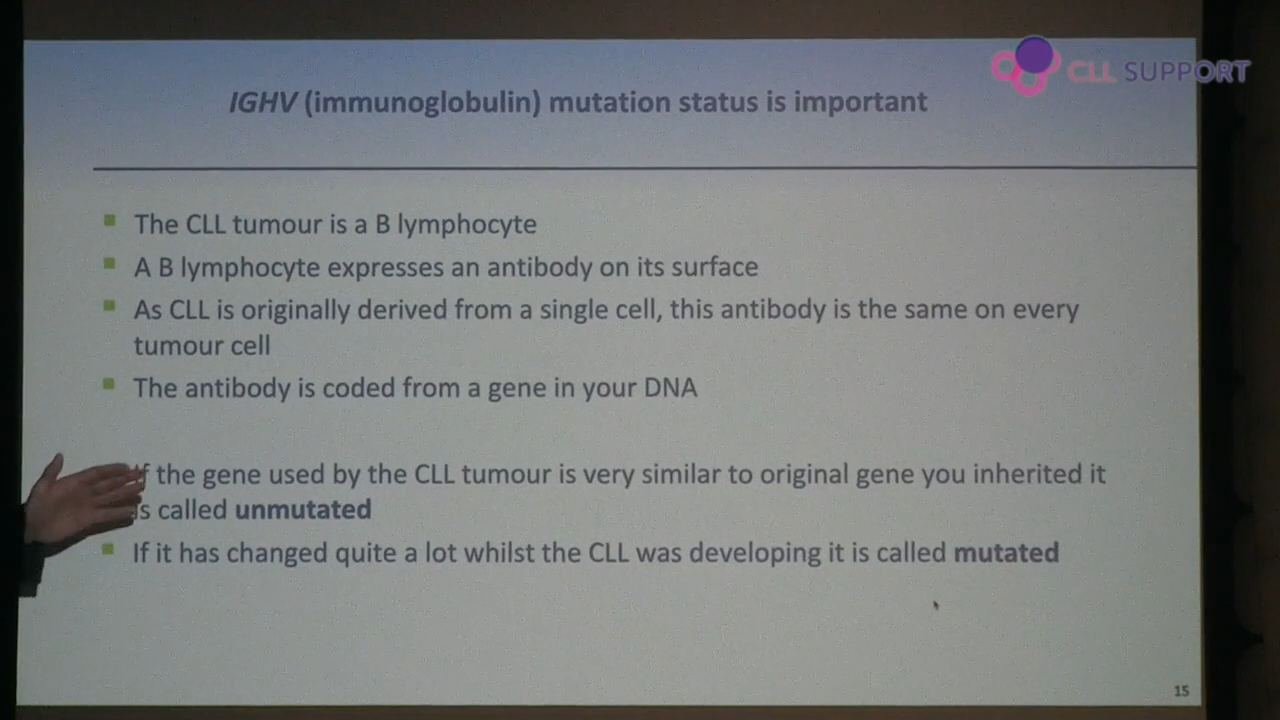 CLL SUPPORT
IGHV (immunoglobulin) mutation status is important
The CLL tumour is a B lymphocyte
A B lymphocyte expresses an antibody on its surface
As CLL is originally derived from a single cell, this antibody is the same on every
tumour cell
The antibody is coded from a gene in your DNA
If the gene used by the CLL tumour is very similar to original gene you inherited it
is called unmutated
If it has changed quite a lot whilst the CLL was developing it is called mutated
15